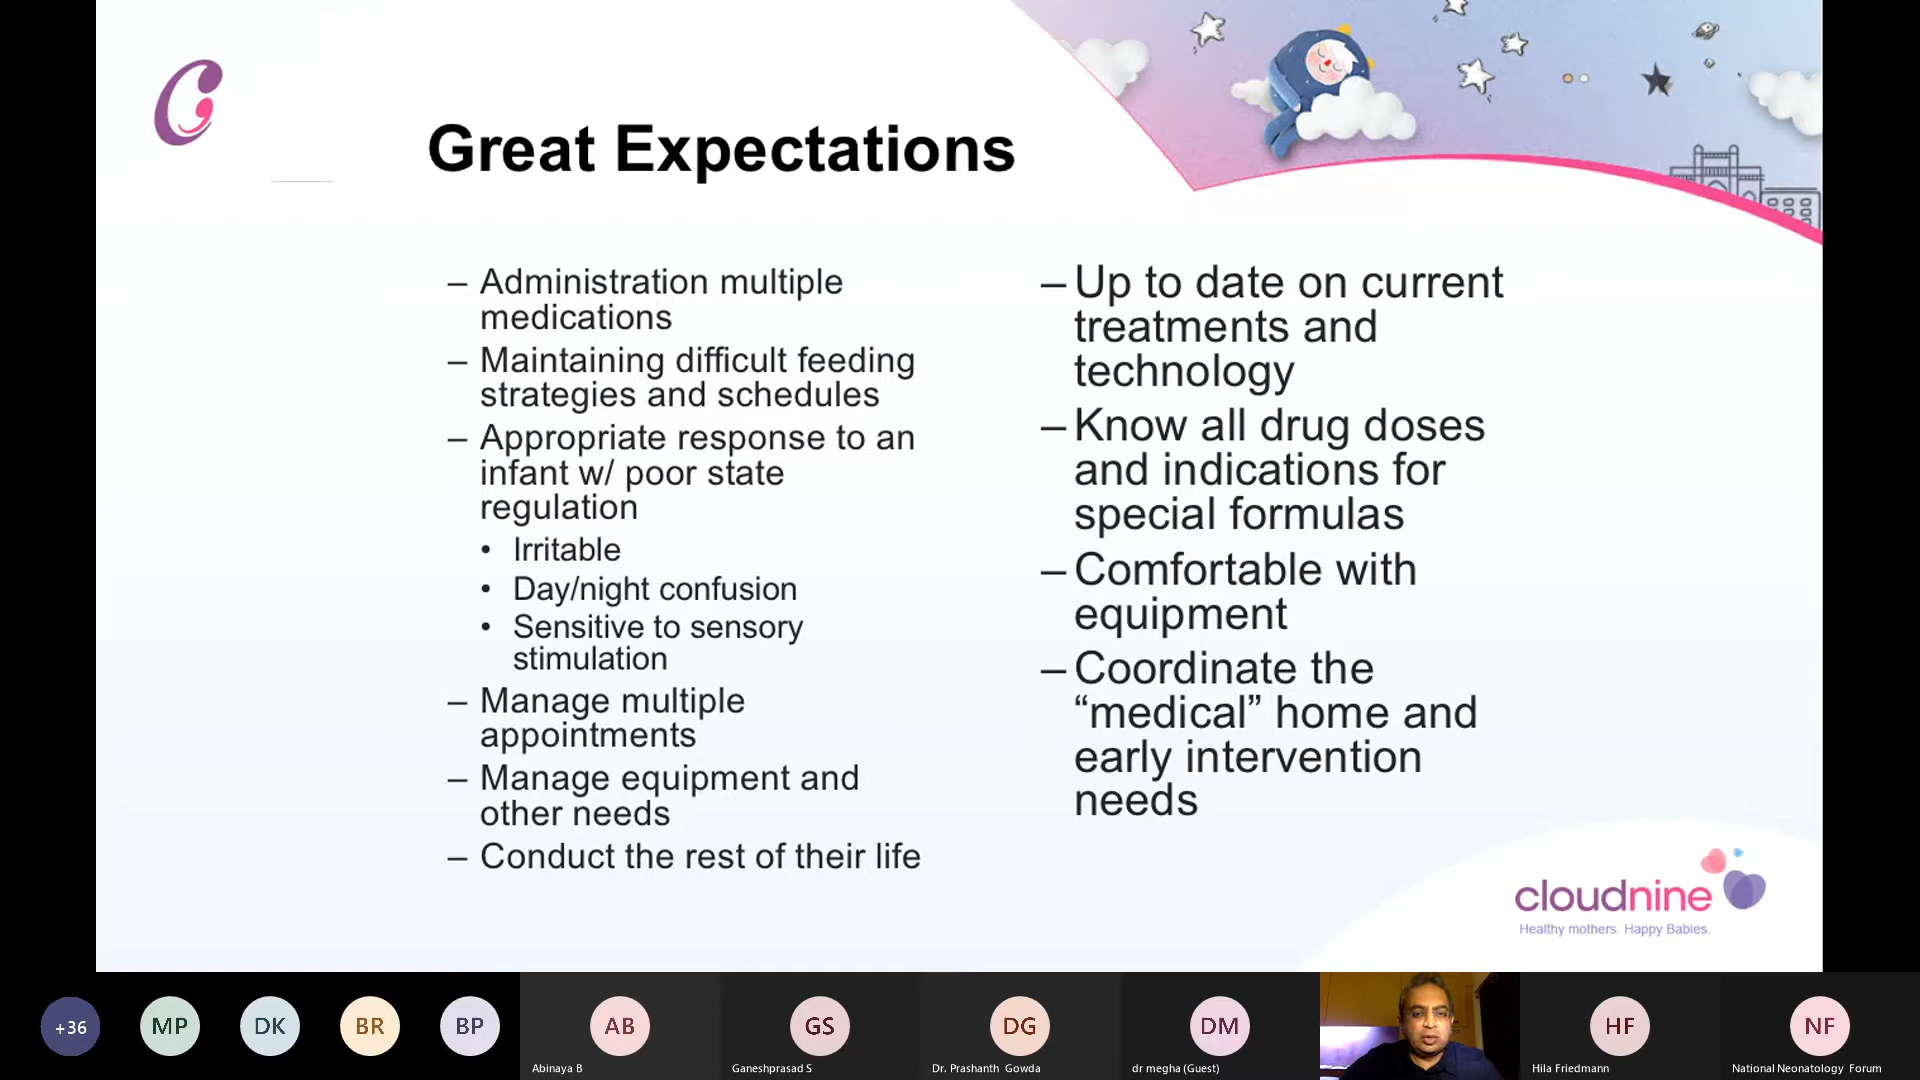 Great Expectations
– Administration multiple
medications
– Maintaining difficult feeding
strategies and schedules
– Appropriate response to an
infant w/ poor state
regulation
• Irritable
• Day/night confusion
• Sensitive to sensory
stimulation
– Manage multiple
appointments
– Manage equipment and
other needs
– Conduct the rest of their life
– Up to date on current
treatments and
technology
– Know all drug doses
and indications for
special formulas
– Comfortable with
equipment
– Coordinate the
“medical” home and
early intervention
needs
cloudnine
Healthy mothers. Happy Babies.
+36
MP
DK
BR
BP
AB
Abinaya B
GS
Ganeshprasad S
DG
Dr. Prashanth Gowda
DM
dr megha (Guest)
HF
Hila Friedmann
NF
National Neonatology Forum